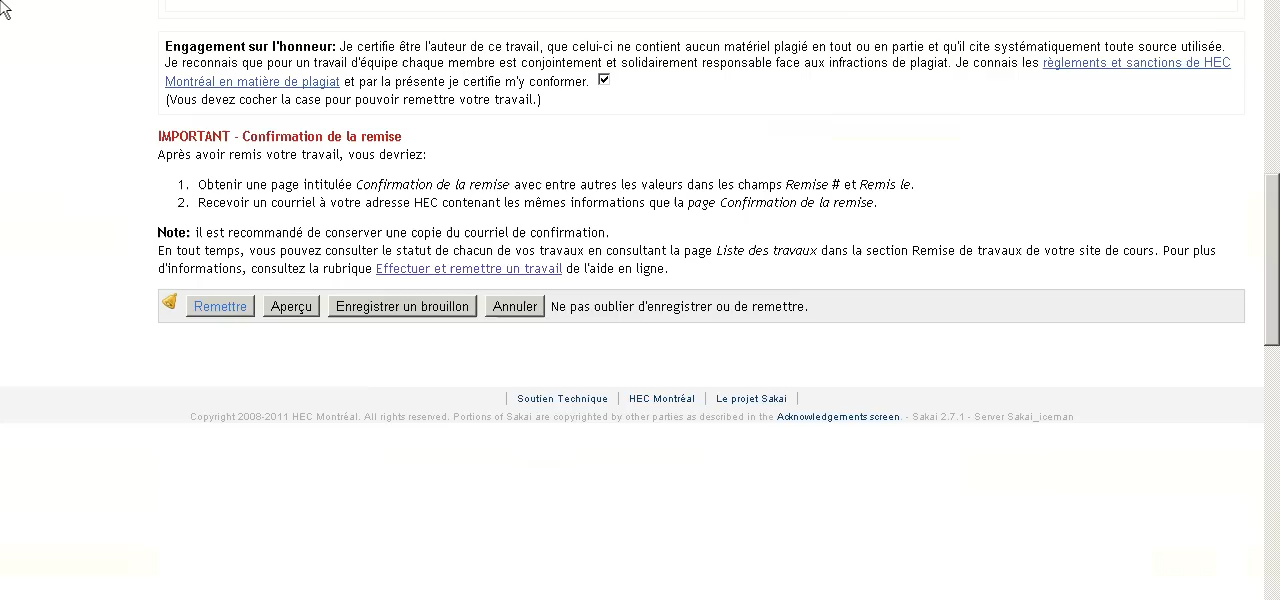 Engagement sur l'honneur: Je certifie être l'auteur de ce travail, que celui-ci ne contient aucun matériel plagié en tout ou en partie et qu'il cite systématiquement toute source utilisée.
Je reconnais que pour un travail d'équipe chaque membre est conjointement et solidairement responsable face aux infractions de plagiat. Je connais les règlements et sanctions de HEC
Montréal en matière de plagiat et par la présente je certifie m'y conformer.
(Vous devez cocher la case pour pouvoir remettre votre travail.)
IMPORTANT - Confirmation de la remise
Après avoir remis votre travail, vous devriez:
1. Obtenir une page intitulée Confirmation de la remise avec entre autres les valeurs dans les champs Remise # et Remis le.
2. Recevoir un courriel à votre adresse HEC contenant les mêmes informations que la page Confirmation de la remise.
Note: il est recommandé de conserver une copie du courriel de confirmation.
En tout temps, vous pouvez consulter le statut de chacun de vos travaux en consultant la page Liste des travaux dans la section Remise de travaux de votre site de cours. Pour plus
d'informations, consultez la rubrique Effectuer et remettre un travail de l'aide en ligne.
Remettre Aperçu Enregistrer un brouillon Annuler Ne pas oublier d'enregistrer ou de remettre.
Soutien Technique | HEC Montréal | Le projet Sakai
Copyright 2008-2011 HEC Montréal. All rights reserved. Portions of Sakai are copyrighted by other parties as described in the Acknowledgements screen. - Sakai 2.7.1 - Server Sakai_iceman